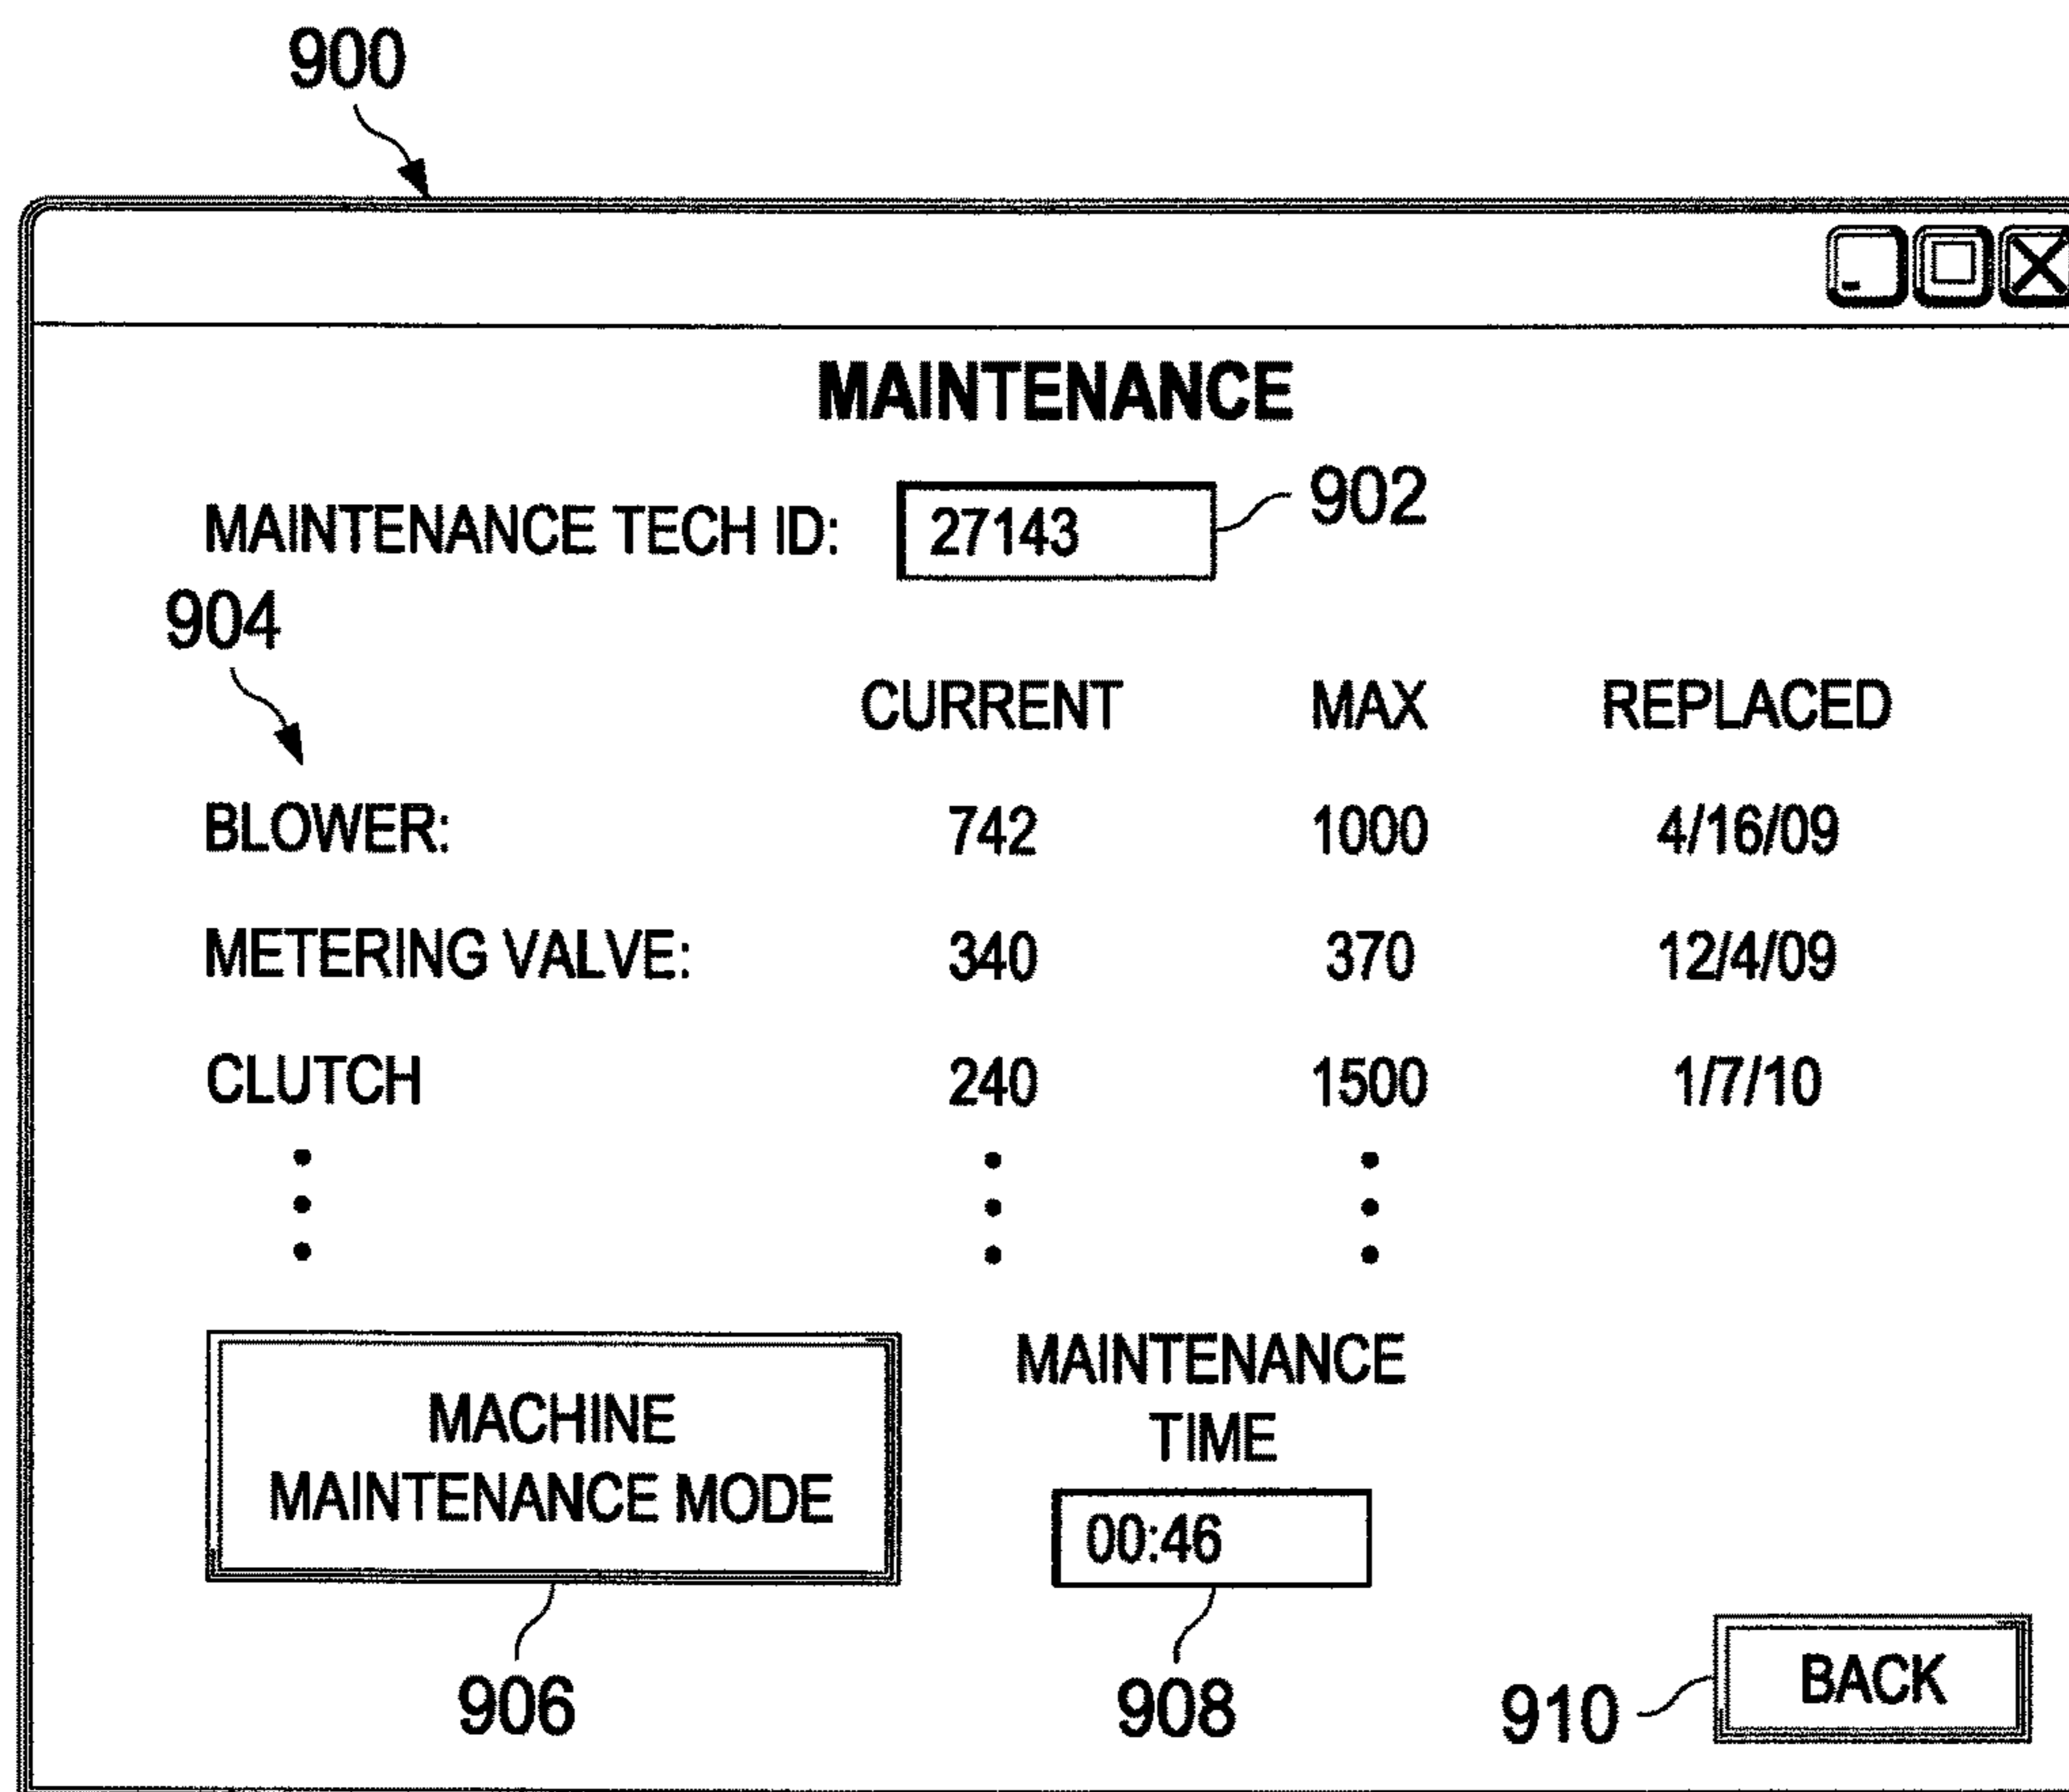 900
MAINTENANCE
MAINTENANCE TECH ID: 27143 902
904
CURRENT MAX REPLACED
BLOWER: 742 1000 4/16/09
METERING VALVE: 340 370 12/4/09
CLUTCH 240 1500 1/7/10
MACHINE
MAINTENANCE MODE
MAINTENANCE
TIME
00:46
906
908
910
BACK